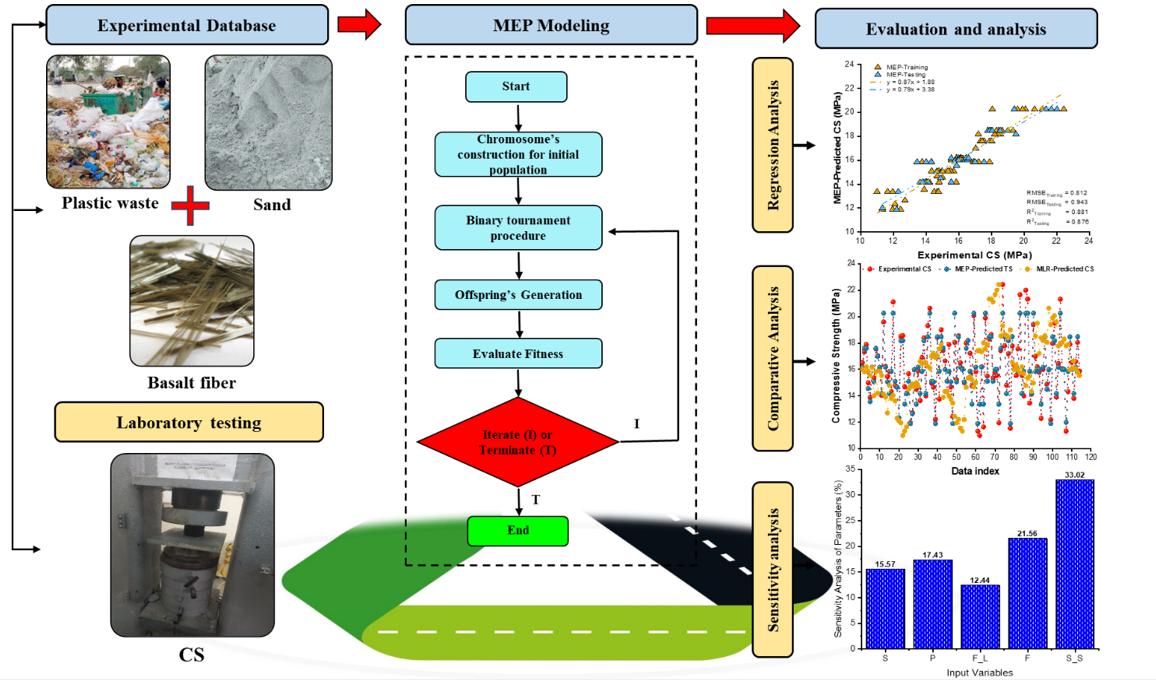 Experimental Database
MEP Modeling
Evaluation and analysis
Plastic waste
Sand
Basalt fiber
Laboratory testing
CS
Start
Chromosome's
construction for initial
population
Binary tournament
procedure
Offspring's Generation
Evaluate Fitness
Iterate (I) or
Terminate (T)
I
T
End
Regression Analysis
MEP-Predicted CS (MPa)
24
22
20
18
16
14
12
10
MEP-Training
MEP-Testing
y = 0.87x + 1.88
y = 0.79x + 3.38
RMSE Training = 0.812
RMSE Testing = 0.943
R² Training = 0.881
R² Testing = 0.876
10 12 14 16 18 20 22 24
Experimental CS (MPa)
Comparative Analysis
Compressive Strength (MPa)
24
22
20
18
16
14
12
10
Experimental CS MEP-Predicted TS MLR-Predicted CS
0 10 20 30 40 50 60 70 80 90 100 110 120
Data index
Sensitivity analysis
Sensitivity Analysis of Parameters (%)
35
30
25
20
15
10
5
0
15.57
17.43
12.44
21.56
33.02
S P F_L F S_S
Input Variables